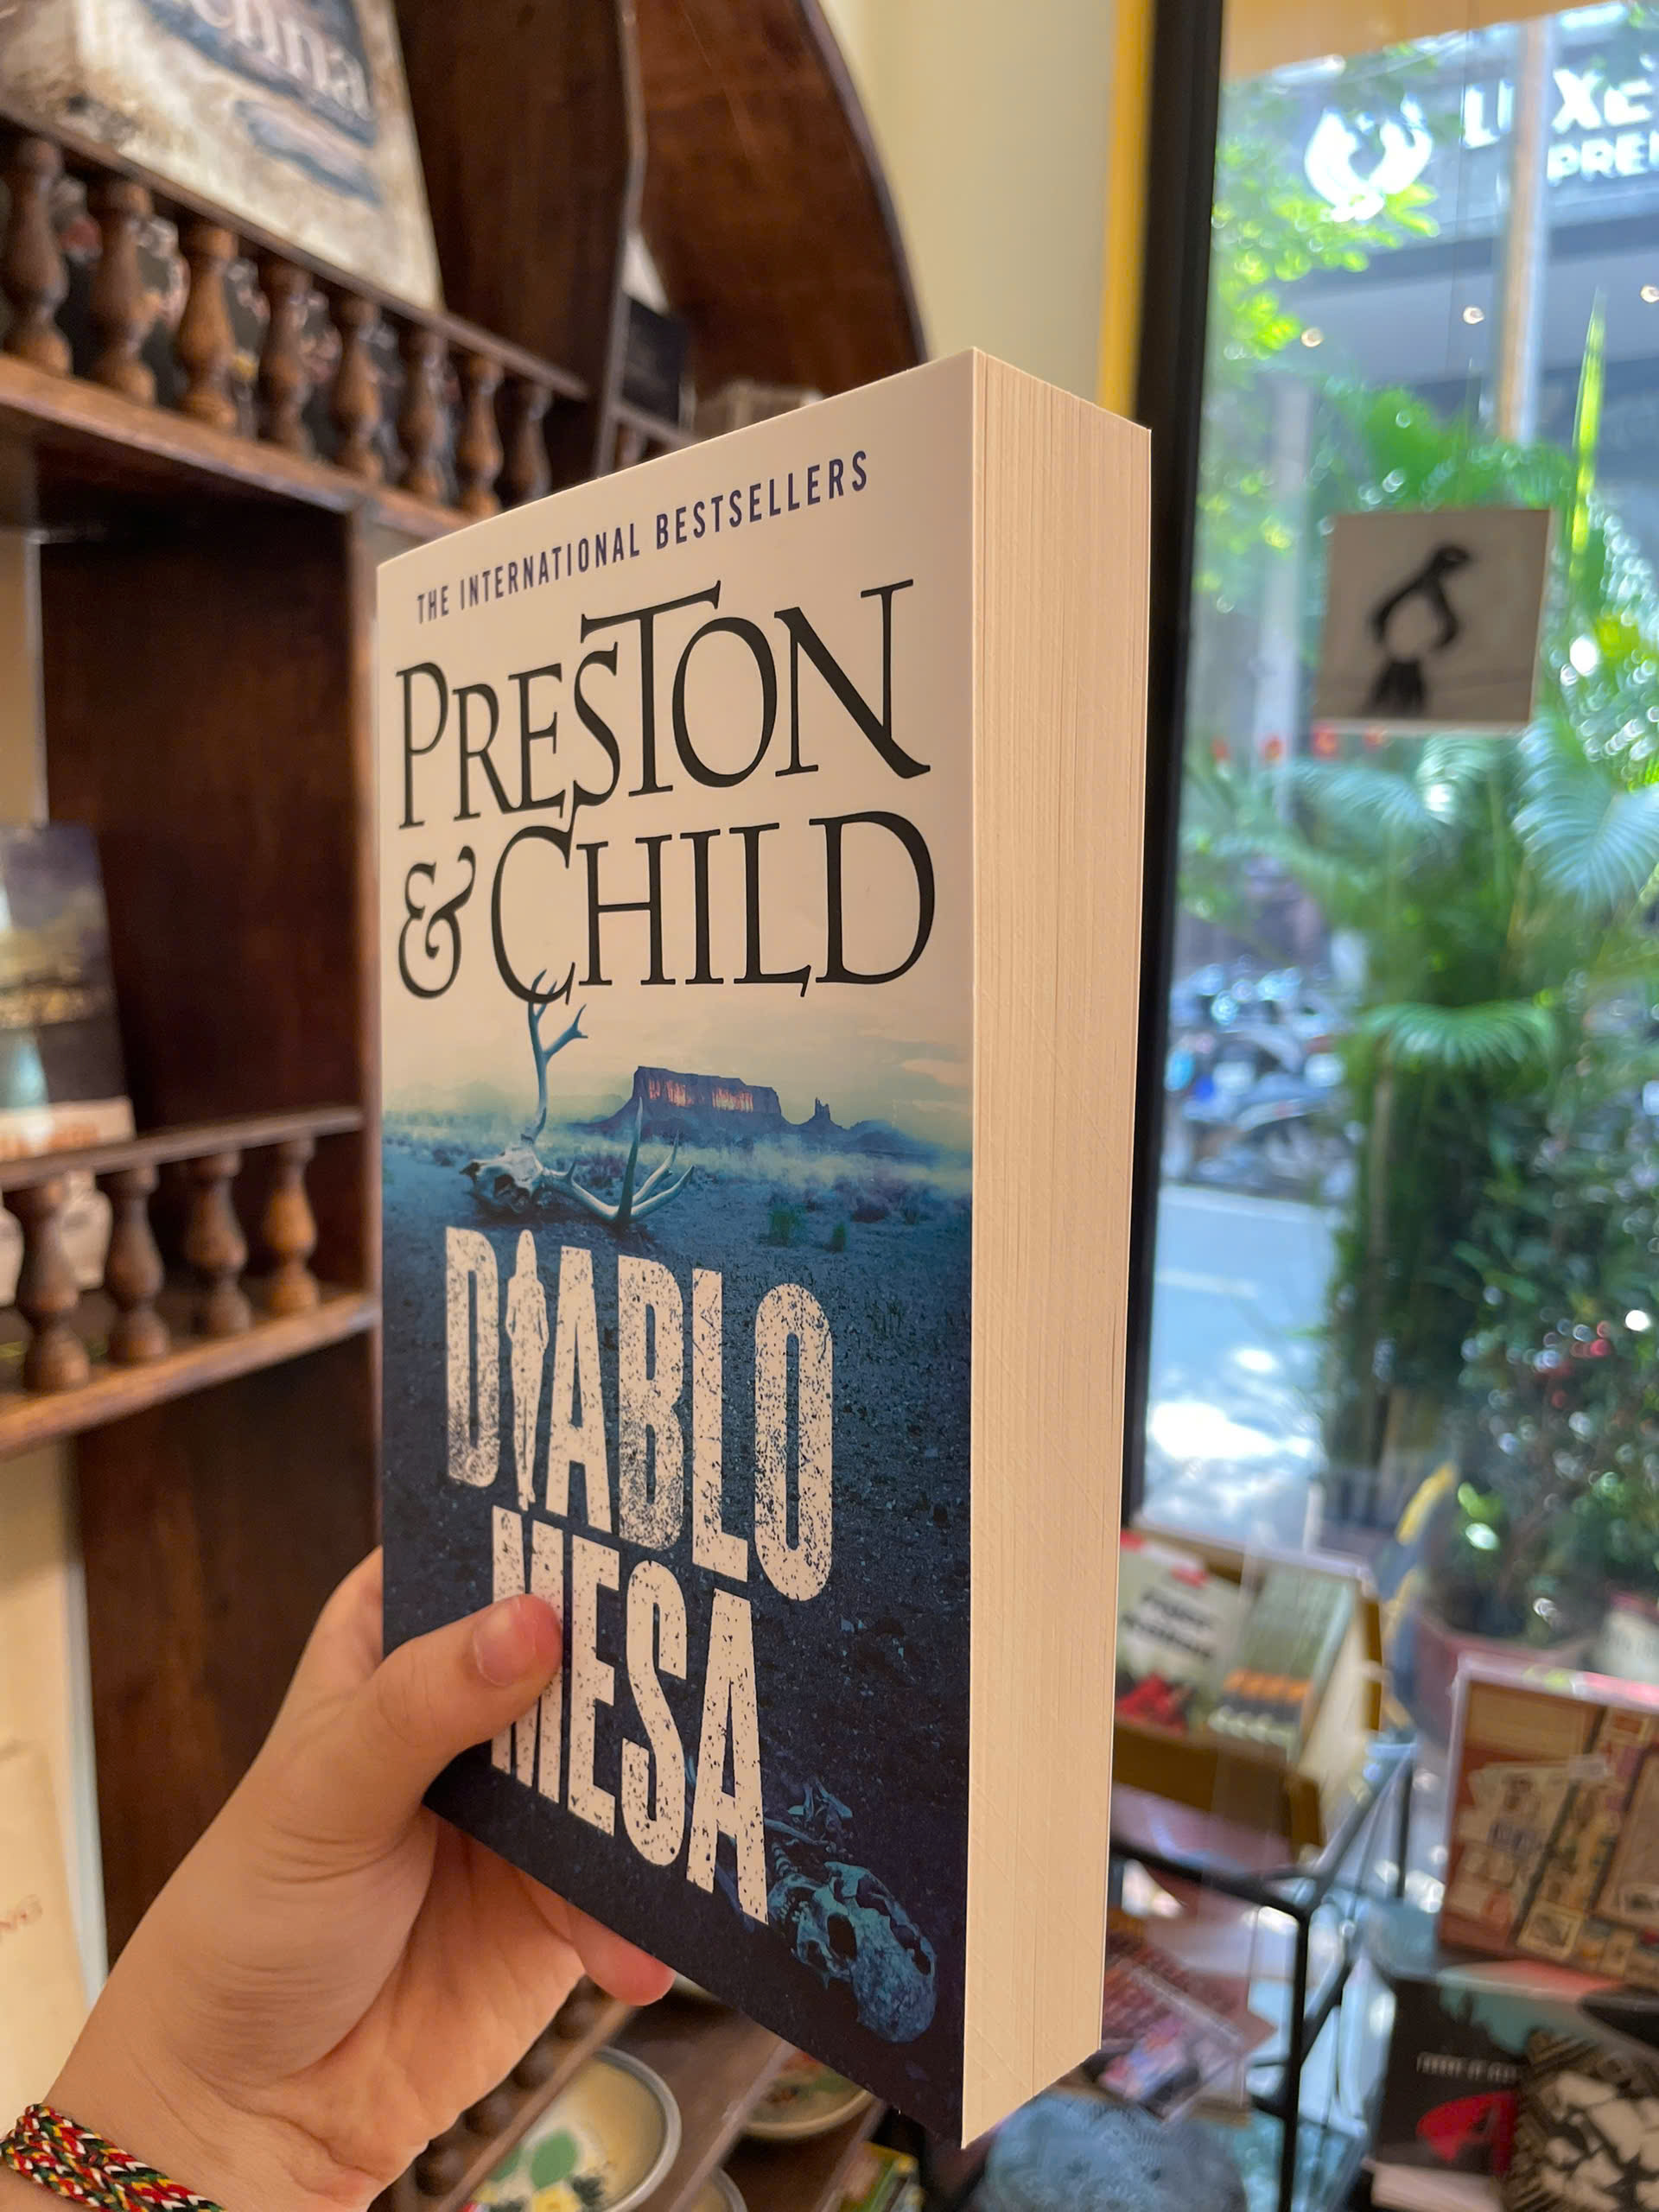 THE INTERNATIONAL BESTSELLERS
PRESTON
& CHILD
DIABLO
MESA